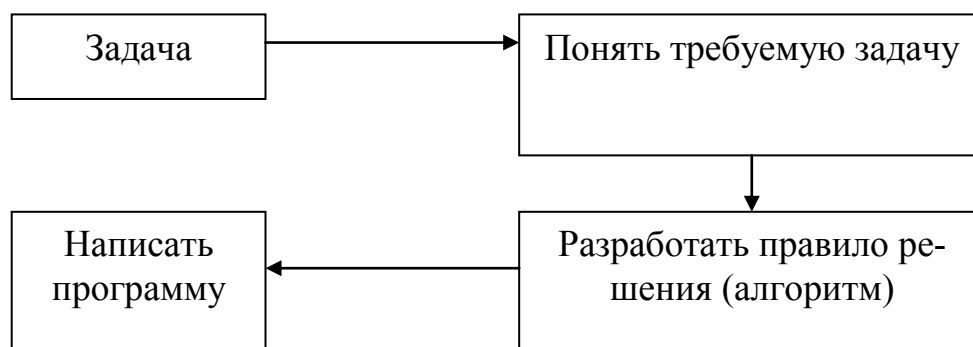 Задача
Понять требуемую задачу
Разработать правило ре-
шения (алгоритм)
Написать
программу